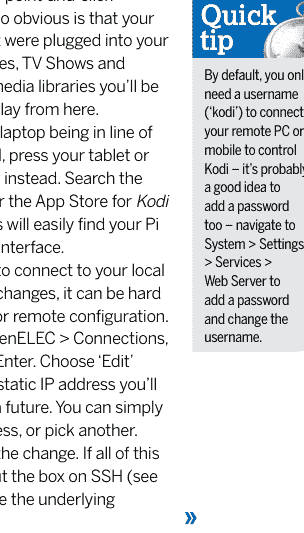 o obvious is that your
were plugged into your
es, TV Shows and
media libraries you'll be
lay from here.
laptop being in line of
, press your tablet or
instead. Search the
r the App Store for Kodi
s will easily find your Pi
nterface.
to connect to your local
changes, it can be hard
or remote configuration.
enELEC > Connections,
Enter. Choose 'Edit'
static IP address you'll
future. You can simply
ess, or pick another.
the change. If all of this
ut the box on SSH (see
e the underlying
»
Quick
tip
By default, you onl
need a username
('kodi') to connect
your remote PC or
mobile to control
Kodi – it's probably
a good idea to
add a password
too – navigate to
System > Settings
> Services >
Web Server to
add a password
and change the
username.